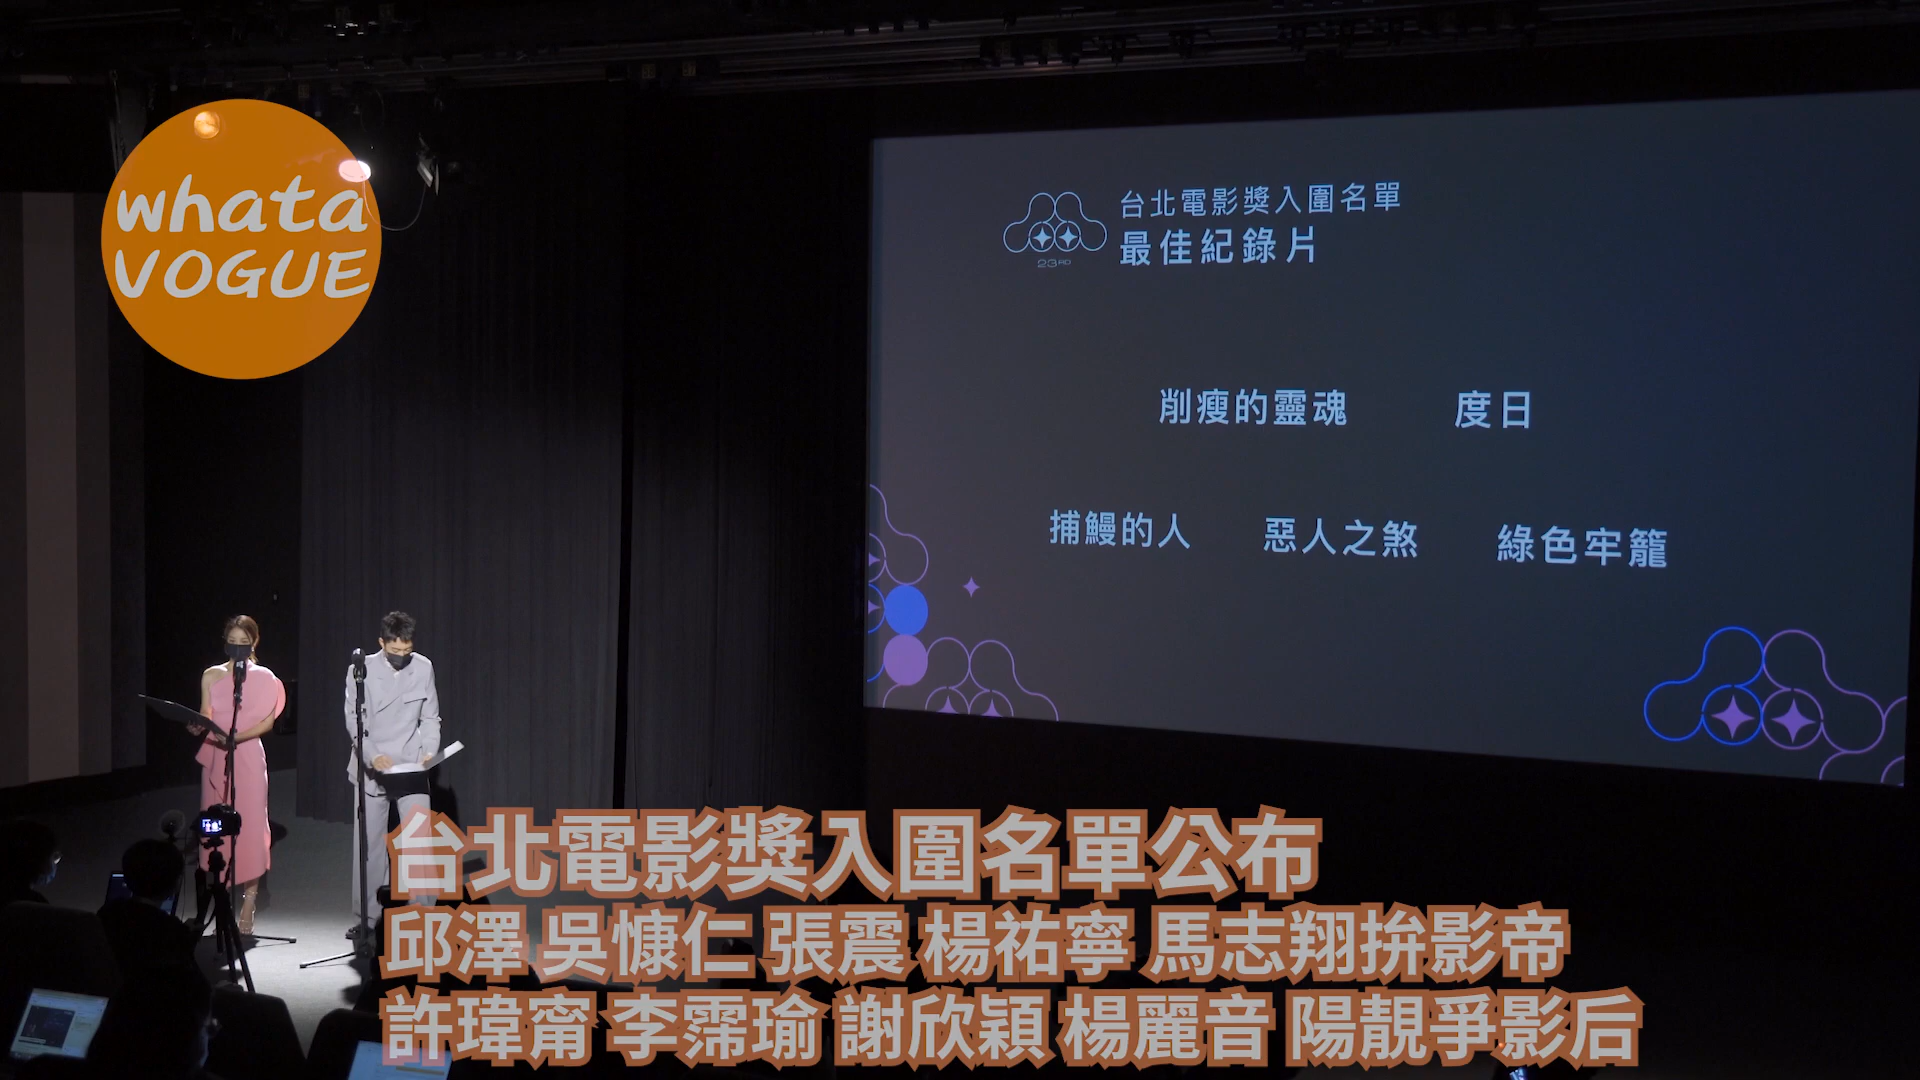 whata
VOGUE
台北電影獎入圍名單
最佳紀錄片
23RD
削瘦的靈魂 度日
捕鰻的人 惡人之煞 綠色牢籠
台北電影獎入圍名單公布
邱澤 吳慷仁 張震 楊祐寧 馬志翔拚影帝
許瑋甯 李霈瑜 謝欣穎 楊麗音 陽靚爭影后